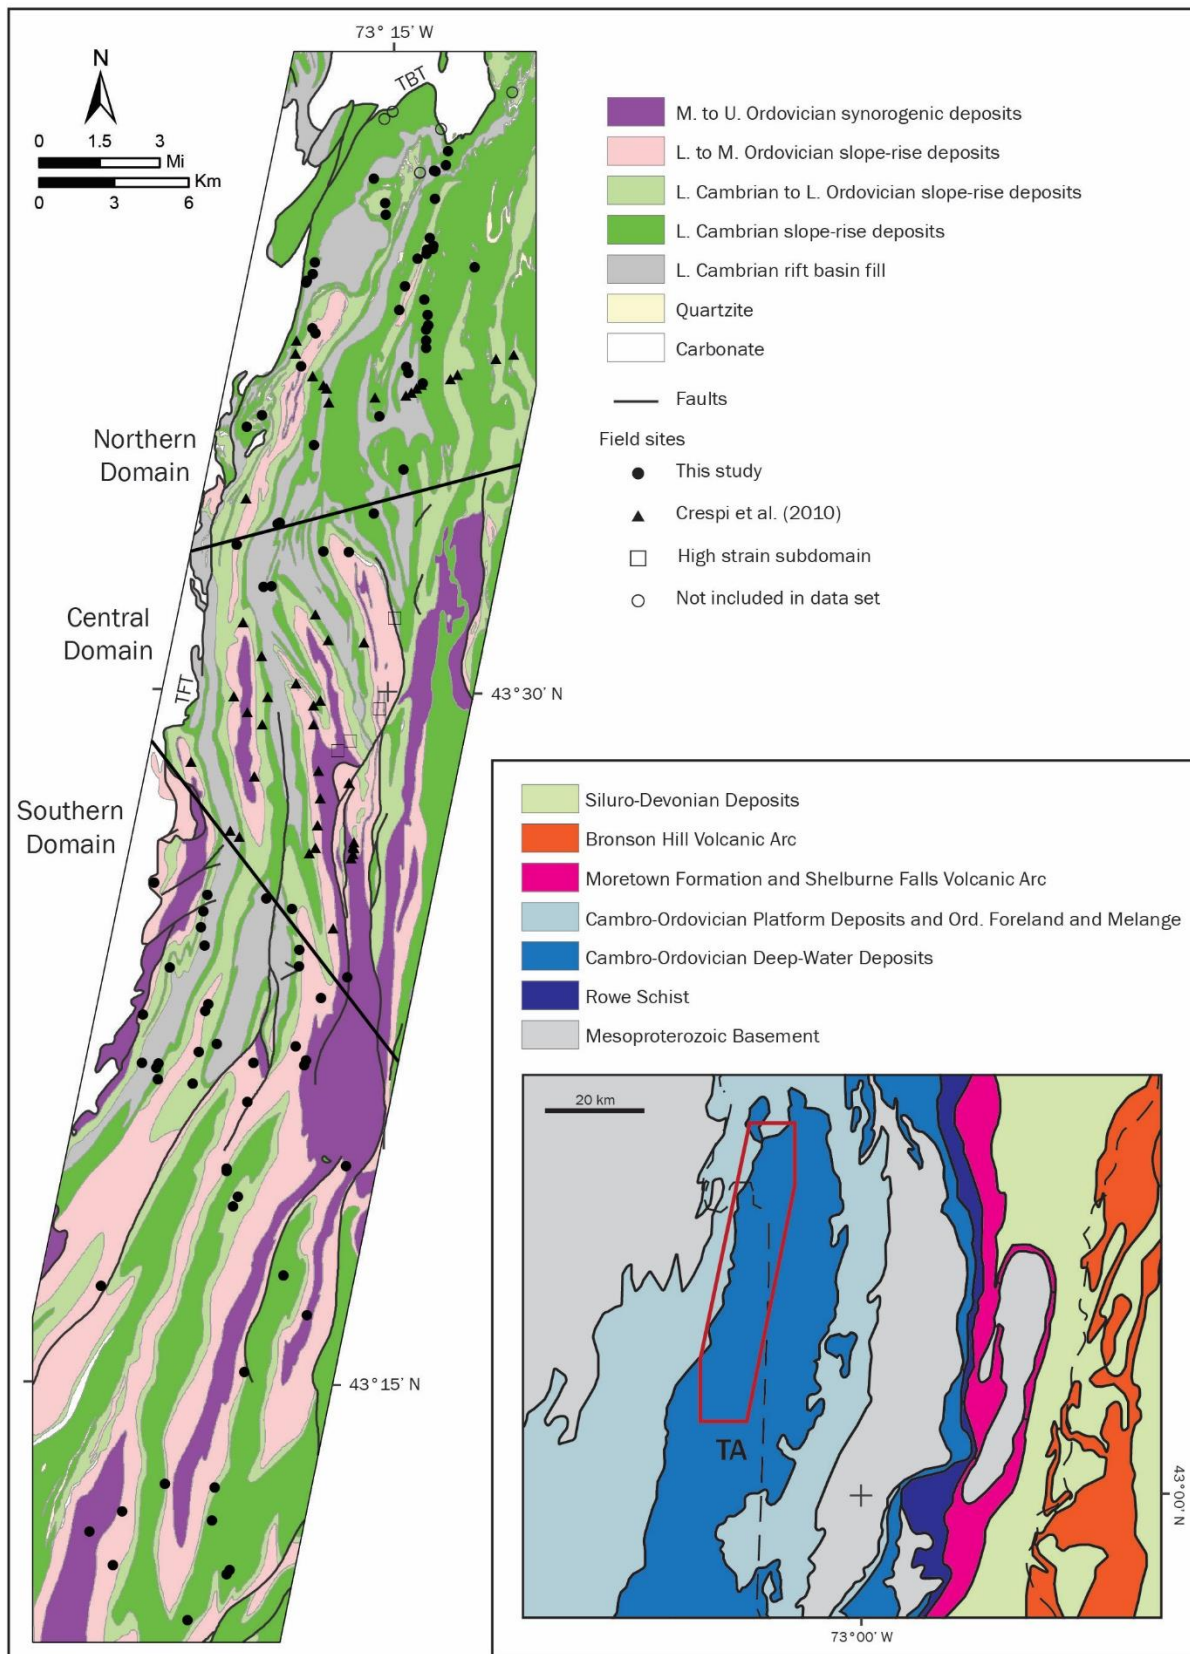 73° 15' W
N
0 1.5 3
Mi
Km
0 3 6
TBT
M. to U. Ordovician synorogenic deposits
L. to M. Ordovician slope-rise deposits
L. Cambrian to L. Ordovician slope-rise deposits
L. Cambrian slope-rise deposits
L. Cambrian rift basin fill
Quartzite
Carbonate
Faults
Field sites
This study
Crespi et al. (2010)
High strain subdomain
Not included in data set
Northern
Domain
Central
Domain
TFT
43° 30' N
Southern
Domain
43° 15' N
Siluro-Devonian Deposits
Bronson Hill Volcanic Arc
Moretown Formation and Shelburne Falls Volcanic Arc
Cambro-Ordovician Platform Deposits and Ord. Foreland and Melange
Cambro-Ordovician Deep-Water Deposits
Rowe Schist
Mesoproterozoic Basement
20 km
TA
43°00' N
73°00' W